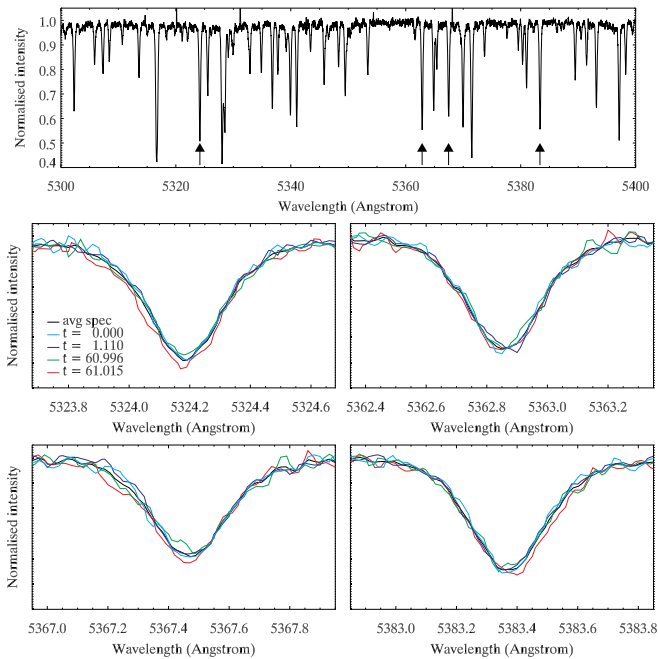 Normalised intensity
1.0
0.9
0.8
0.7
0.6
0.5
0.4
5300 5320 5340 5360 5380 5400
Wavelength (Angstrom)
Normalised intensity
avg spec
t = 0.000
t = 1.110
t = 60.996
t = 61.015
5323.8 5324.0 5324.2 5324.4 5324.6
Wavelength (Angstrom)
Normalised intensity
5362.4 5362.6 5362.8 5363.0 5363.2
Wavelength (Angstrom)
Normalised intensity
5367.0 5367.2 5367.4 5367.6 5367.8
Wavelength (Angstrom)
Normalised intensity
5383.0 5383.2 5383.4 5383.6 5383.8
Wavelength (Angstrom)